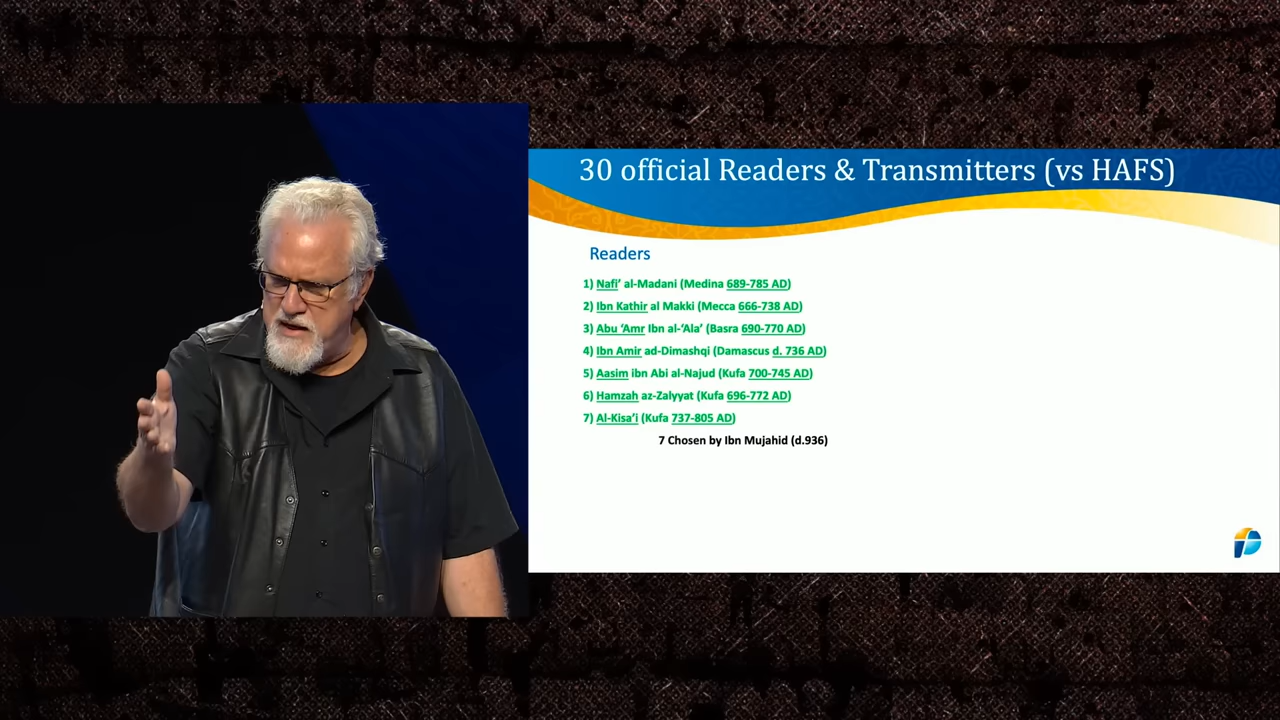 30 official Readers & Transmitters (vs HAFS)
Readers
1) Nafi' al-Madani (Medina 689-785 AD)
2) Ibn Kathir al Makki (Mecca 666-738 AD)
3) Abu 'Amr Ibn al-'Ala' (Basra 690-770 AD)
4) Ibn Amir ad-Dimashqi (Damascus d. 736 AD)
5) Aasim ibn Abi al-Najud (Kufa 700-745 AD)
6) Hamzah az-Zalyyat (Kufa 696-772 AD)
7) Al-Kisa'i (Kufa 737-805 AD)
7 Chosen by Ibn Mujahid (d.936)